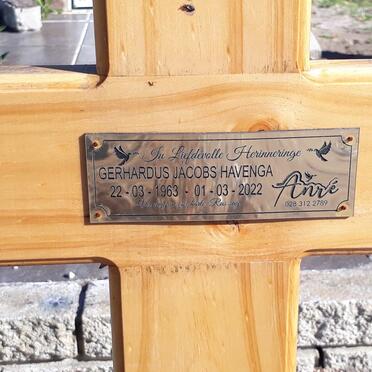 In Liefdevolle Herinneringe
GERHARDUS JACOBS HAVENGA
22 - 03 - 1963 - 01 - 03 - 2022
Anré
028 312 2789